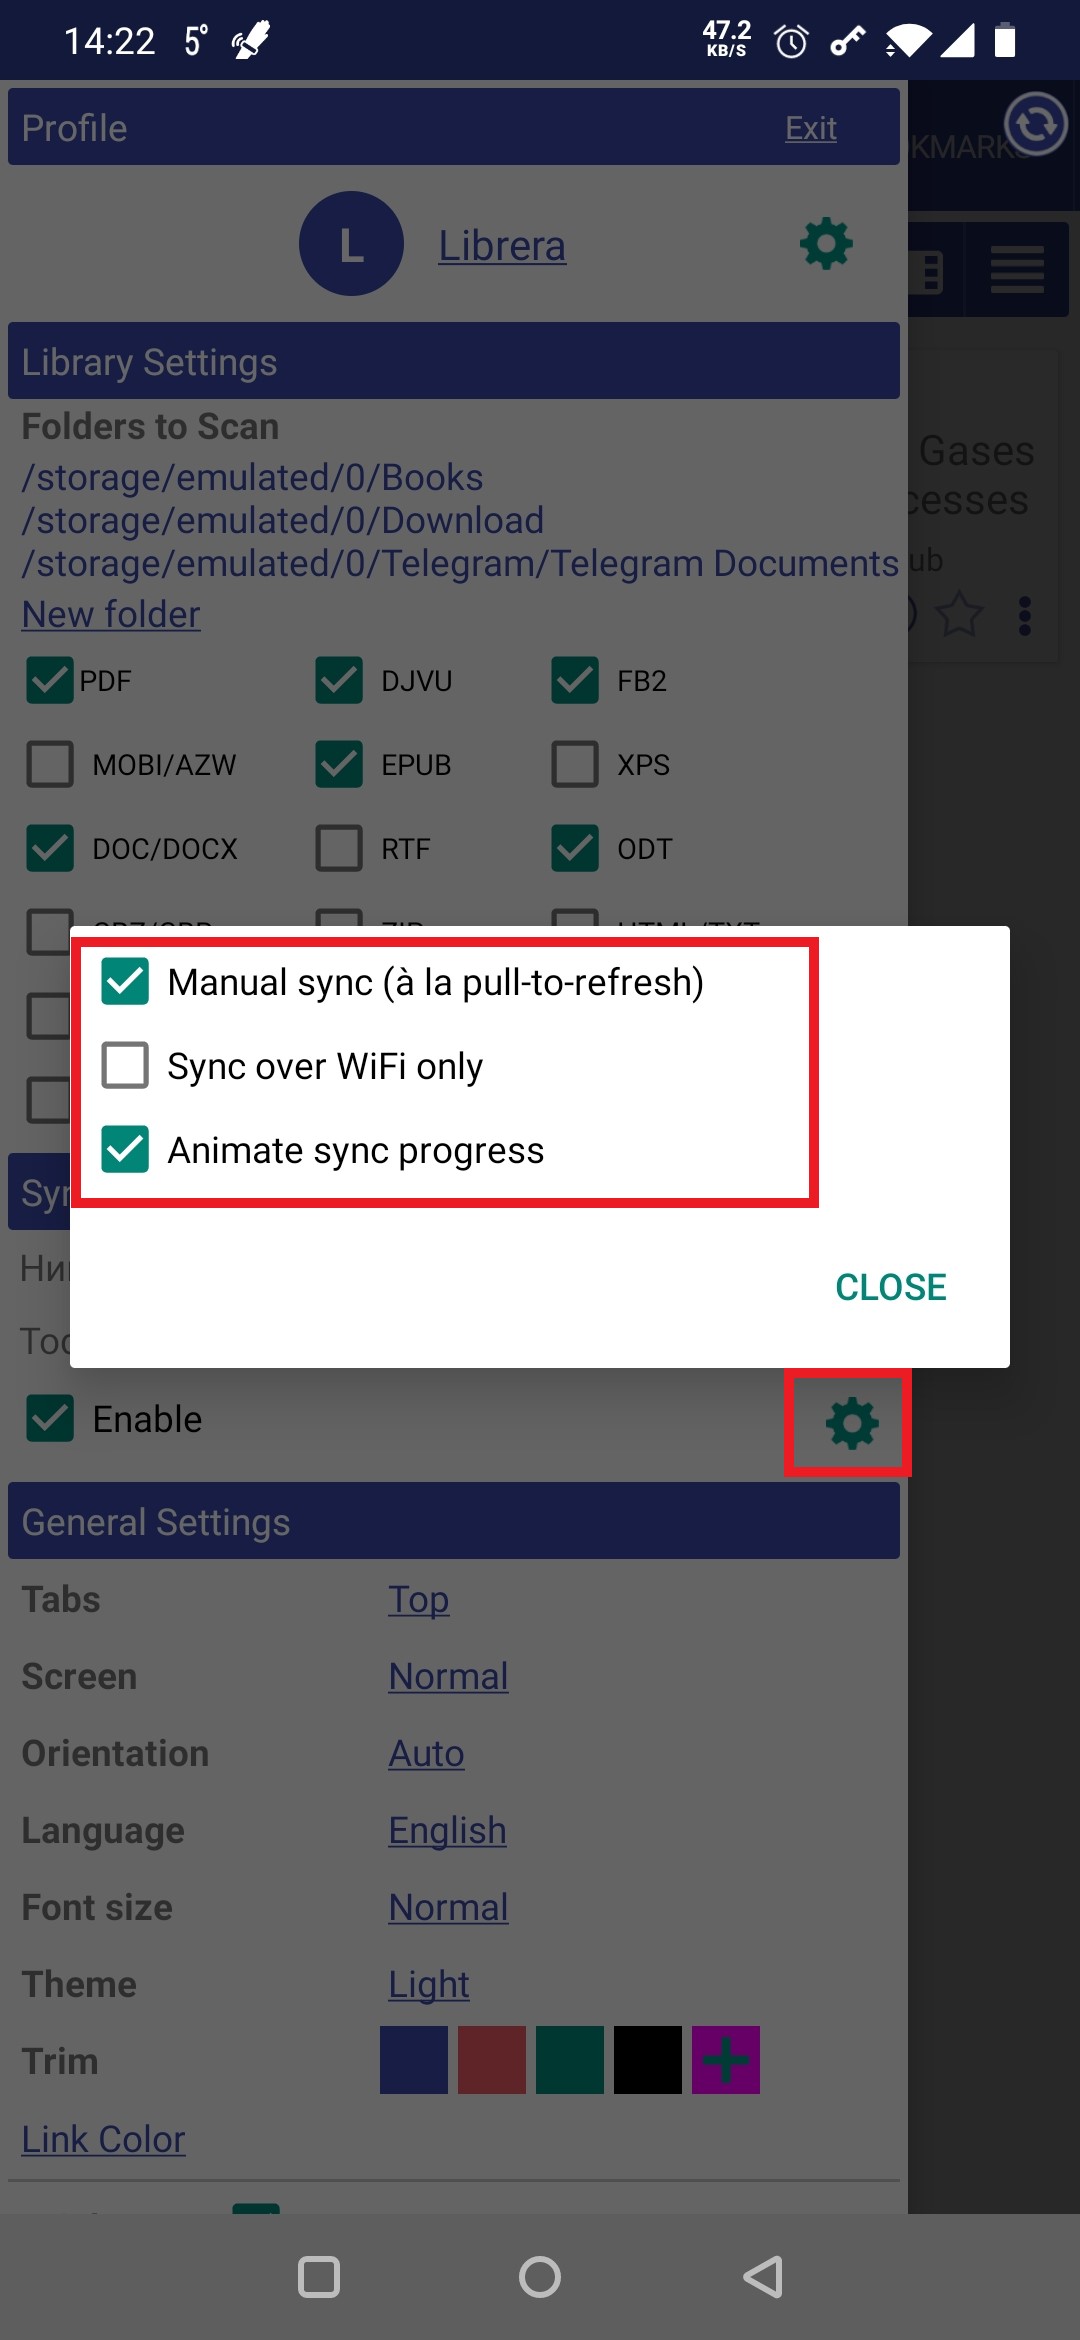 14:22 5° 47.2 KB/S
Profile Exit
KMARKS
L Librera
Library Settings
Folders to Scan
/storage/emulated/0/Books
/storage/emulated/0/Download
/storage/emulated/0/Telegram/Telegram Documents
New folder
Gases
cesses
ub
PDF DJVU FB2
MOBI/AZW EPUB XPS
DOC/DOCX RTF ODT
Manual sync (à la pull-to-refresh)
Sync over WiFi only
Animate sync progress
CLOSE
Enable
General Settings
Tabs Top
Screen Normal
Orientation Auto
Language English
Font size Normal
Theme Light
Trim
Link Color